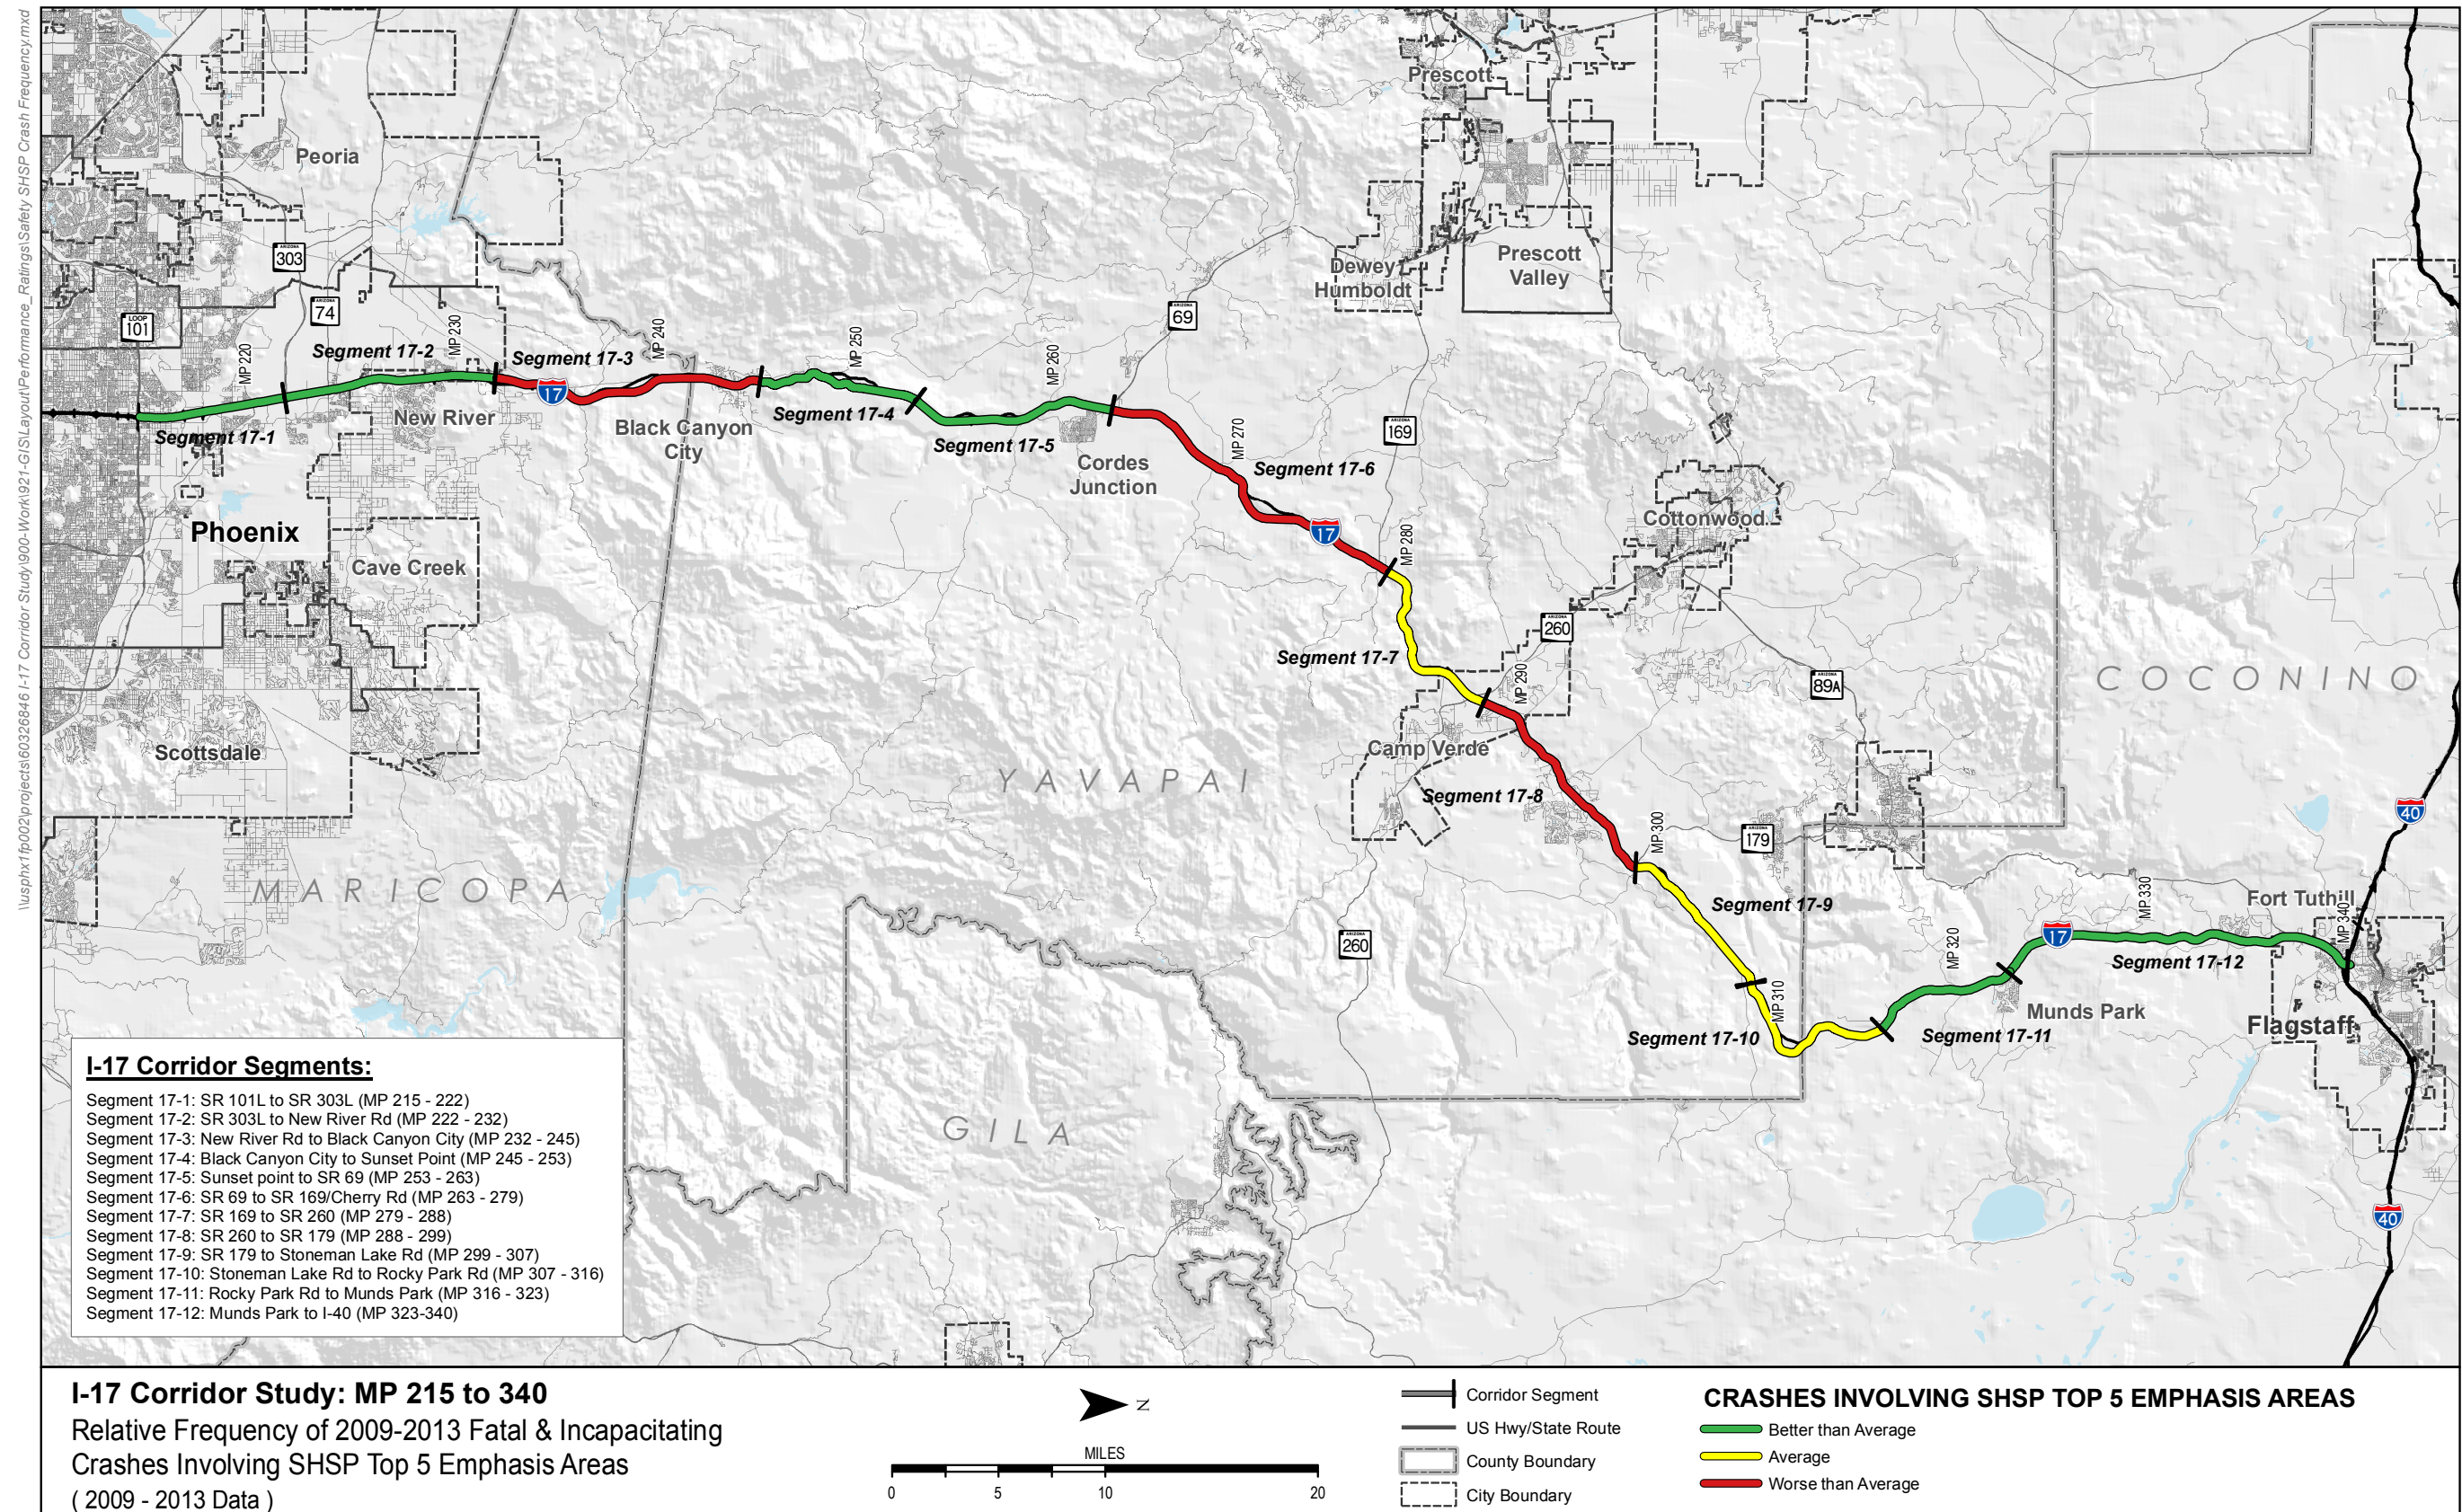 \\usphx1fp002\projects\60326846 I-17 Corridor Study\900-Work\921-GIS\Layout\Performance_Ratings\Safety SHSP Crash Frequency.mxd
Prescott
Peoria
ARIZONA
303
Prescott
Valley
Dewey-
Humboldt
ARIZONA
74
ARIZONA
69
LOOP
101
MP 220
MP 230
MP 240
MP 250
MP 260
Segment 17-2
Segment 17-3
17
New River
Segment 17-1
Black Canyon
City
Segment 17-4
Segment 17-5
Cordes
Junction
MP 270
Segment 17-6
ARIZONA
169
17
MP 280
Cottonwood
Phoenix
Cave Creek
ARIZONA
260
Segment 17-7
MP 290
ARIZONA
89A
COCONINO
Scottsdale
Camp Verde
YAVAPAI
Segment 17-8
MP 300
ARIZONA
179
40
MARICOPA
Segment 17-9
ARIZONA
260
MP 310
Segment 17-10
MP 320
17
MP 330
Segment 17-12
Fort Tuthill
MP 340
Munds Park
Segment 17-11
Flagstaff
GILA
40
I-17 Corridor Segments:
Segment 17-1: SR 101L to SR 303L (MP 215 - 222)
Segment 17-2: SR 303L to New River Rd (MP 222 - 232)
Segment 17-3: New River Rd to Black Canyon City (MP 232 - 245)
Segment 17-4: Black Canyon City to Sunset Point (MP 245 - 253)
Segment 17-5: Sunset point to SR 69 (MP 253 - 263)
Segment 17-6: SR 69 to SR 169/Cherry Rd (MP 263 - 279)
Segment 17-7: SR 169 to SR 260 (MP 279 - 288)
Segment 17-8: SR 260 to SR 179 (MP 288 - 299)
Segment 17-9: SR 179 to Stoneman Lake Rd (MP 299 - 307)
Segment 17-10: Stoneman Lake Rd to Rocky Park Rd (MP 307 - 316)
Segment 17-11: Rocky Park Rd to Munds Park (MP 316 - 323)
Segment 17-12: Munds Park to I-40 (MP 323-340)
I-17 Corridor Study: MP 215 to 340
Relative Frequency of 2009-2013 Fatal & Incapacitating
Crashes Involving SHSP Top 5 Emphasis Areas
( 2009 - 2013 Data )
N
MILES
0 5 10 20
Corridor Segment
US Hwy/State Route
County Boundary
City Boundary
CRASHES INVOLVING SHSP TOP 5 EMPHASIS AREAS
Better than Average
Average
Worse than Average